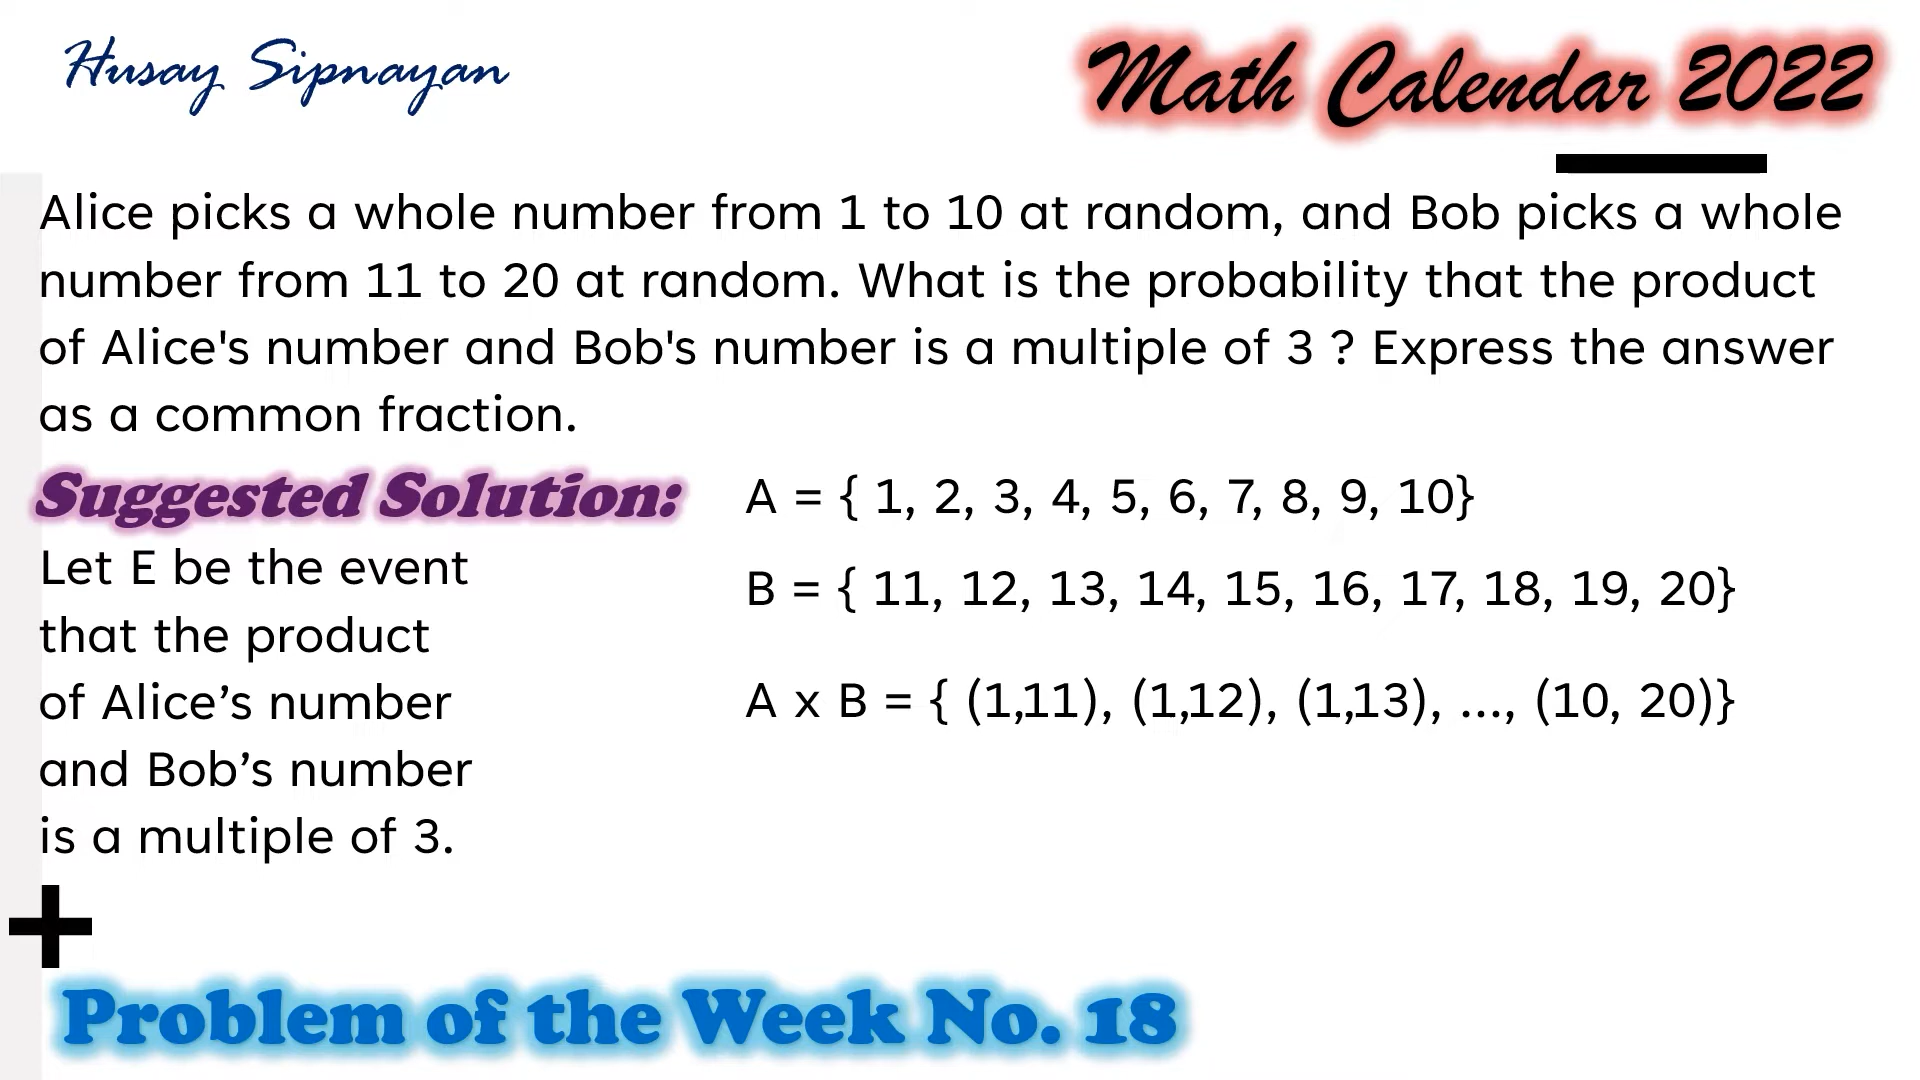 Husay Sipnayan
Math Calendar 2022
Alice picks a whole number from 1 to 10 at random, and Bob picks a whole
number from 11 to 20 at random. What is the probability that the product
of Alice's number and Bob's number is a multiple of 3 ? Express the answer
as a common fraction.
Suggested Solution:
Let E be the event
that the product
of Alice’s number
and Bob’s number
is a multiple of 3.
A = { 1, 2, 3, 4, 5, 6, 7, 8, 9, 10}
B = { 11, 12, 13, 14, 15, 16, 17, 18, 19, 20}
A x B = { (1,11), (1,12), (1,13), ..., (10, 20)}
Problem of the Week No. 18